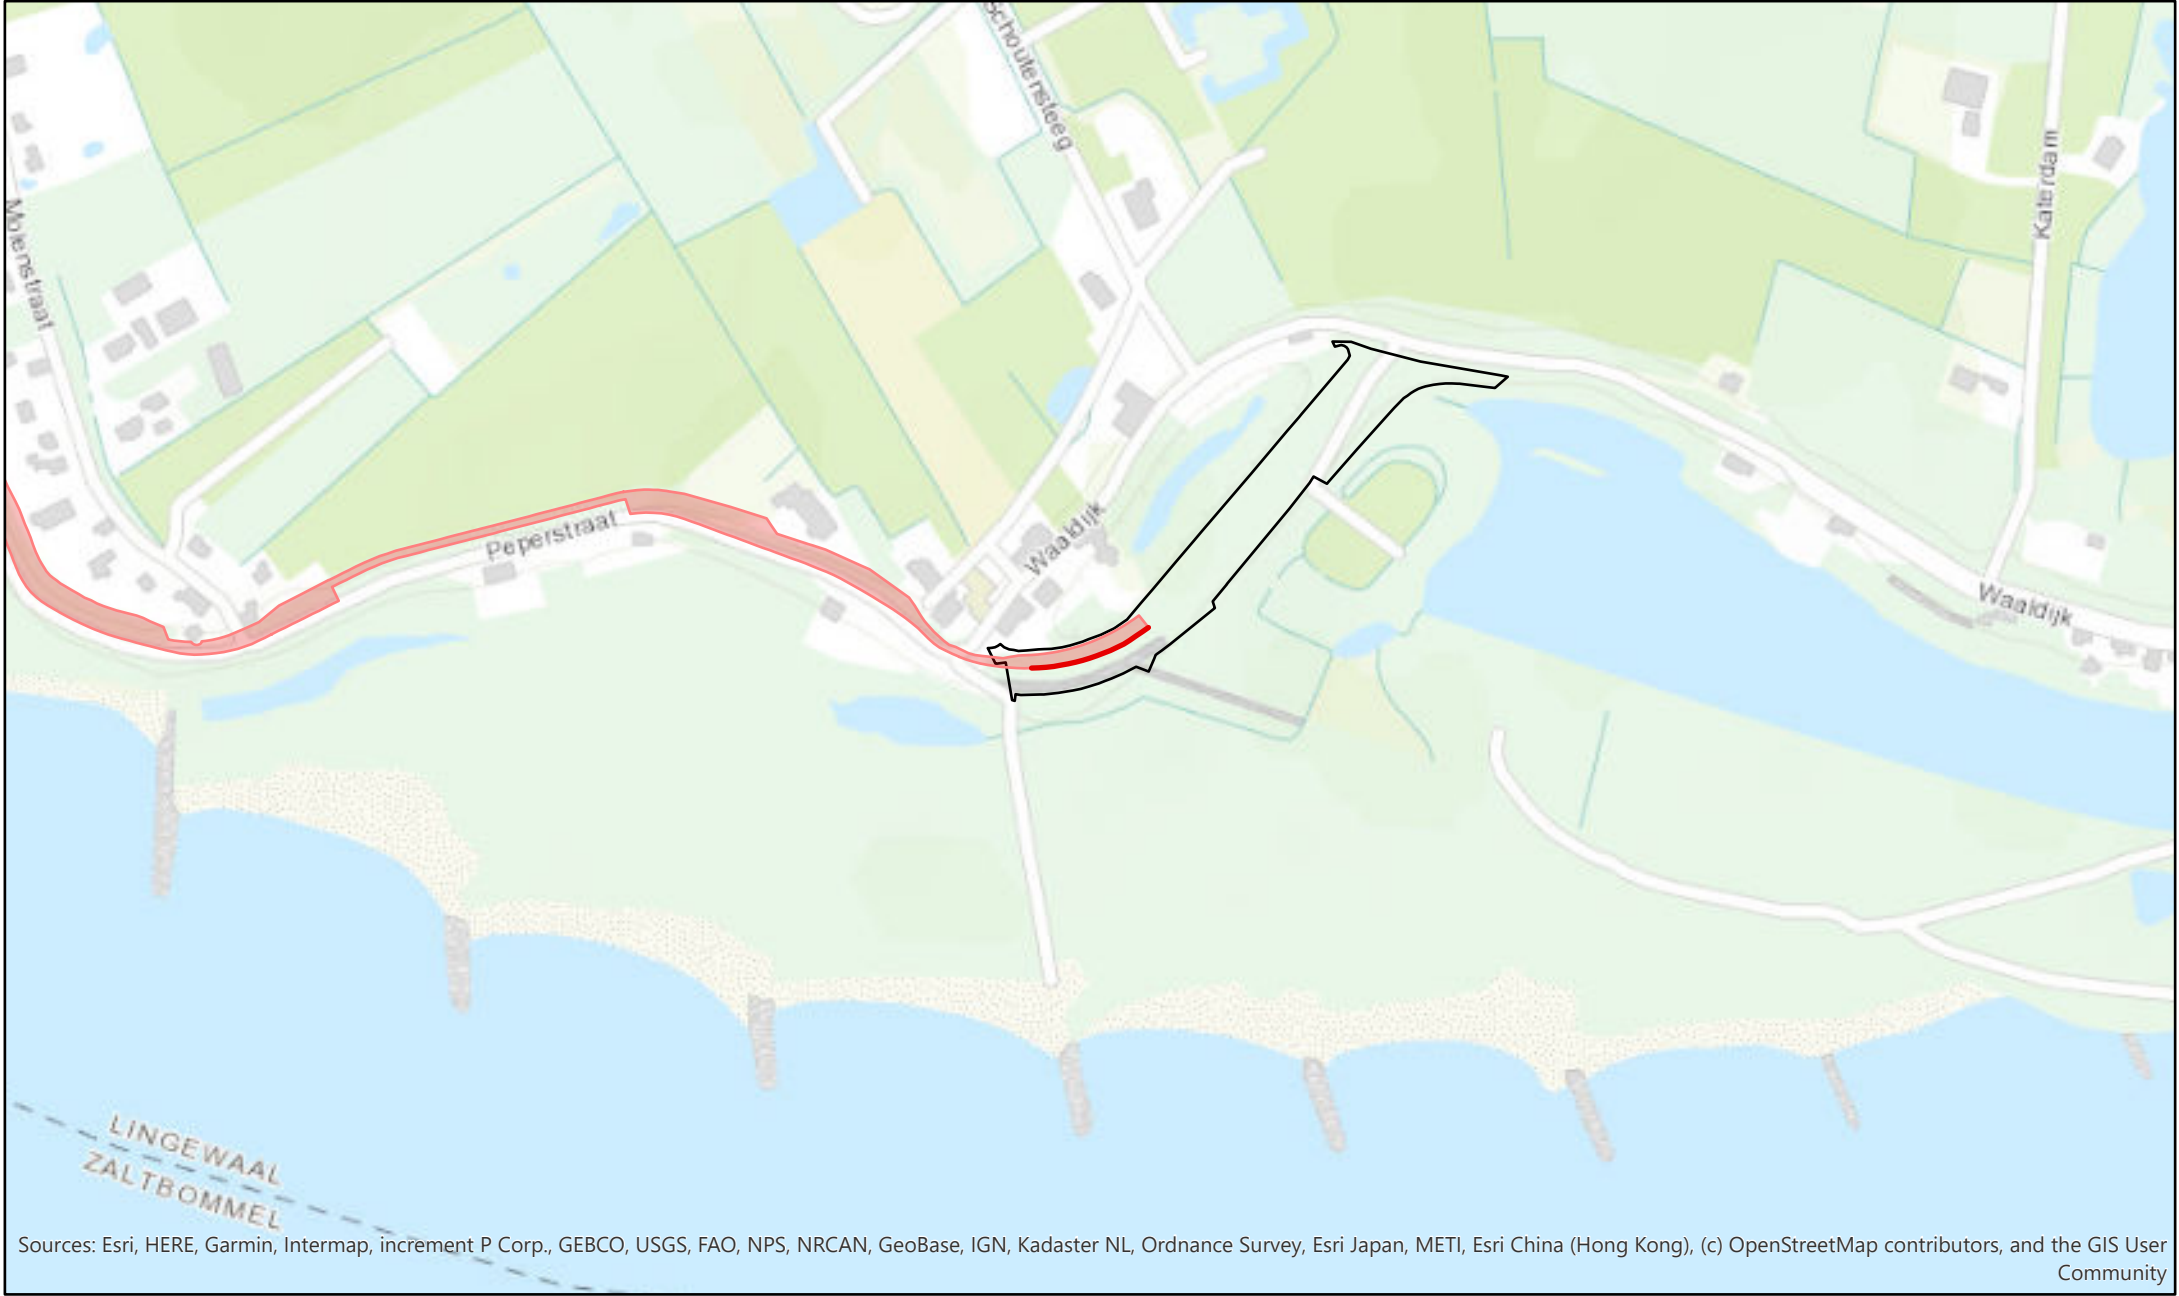 Schoutensteeg
Katerdam
Molenstraat
Peperstraat
Waaldijk
Waaldijk
LINGEWAAL
ZALTBOMMEL
Sources: Esri, HERE, Garmin, Intermap, increment P Corp., GEBCO, USGS, FAO, NPS, NRCAN, GeoBase, IGN, Kadaster NL, Ordnance Survey, Esri Japan, METI, Esri China (Hong Kong), (c) OpenStreetMap contributors, and the GIS User
Community